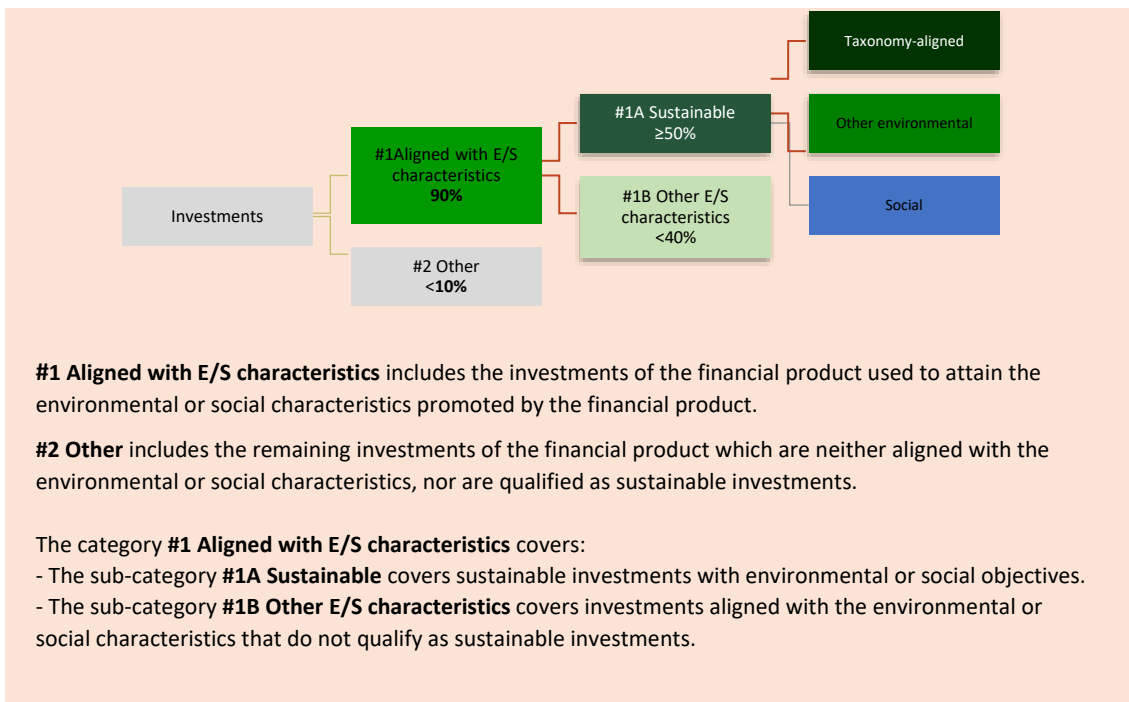 Taxonomy-aligned
#1A Sustainable
≥50%
Other environmental
#1Aligned with E/S
characteristics
90%
#1B Other E/S
characteristics
<40%
Investments
Social
#2 Other
<10%
#1 Aligned with E/S characteristics includes the investments of the financial product used to attain the
environmental or social characteristics promoted by the financial product.
#2 Other includes the remaining investments of the financial product which are neither aligned with the
environmental or social characteristics, nor are qualified as sustainable investments.
The category #1 Aligned with E/S characteristics covers:
- The sub-category #1A Sustainable covers sustainable investments with environmental or social objectives.
- The sub-category #1B Other E/S characteristics covers investments aligned with the environmental or
social characteristics that do not qualify as sustainable investments.